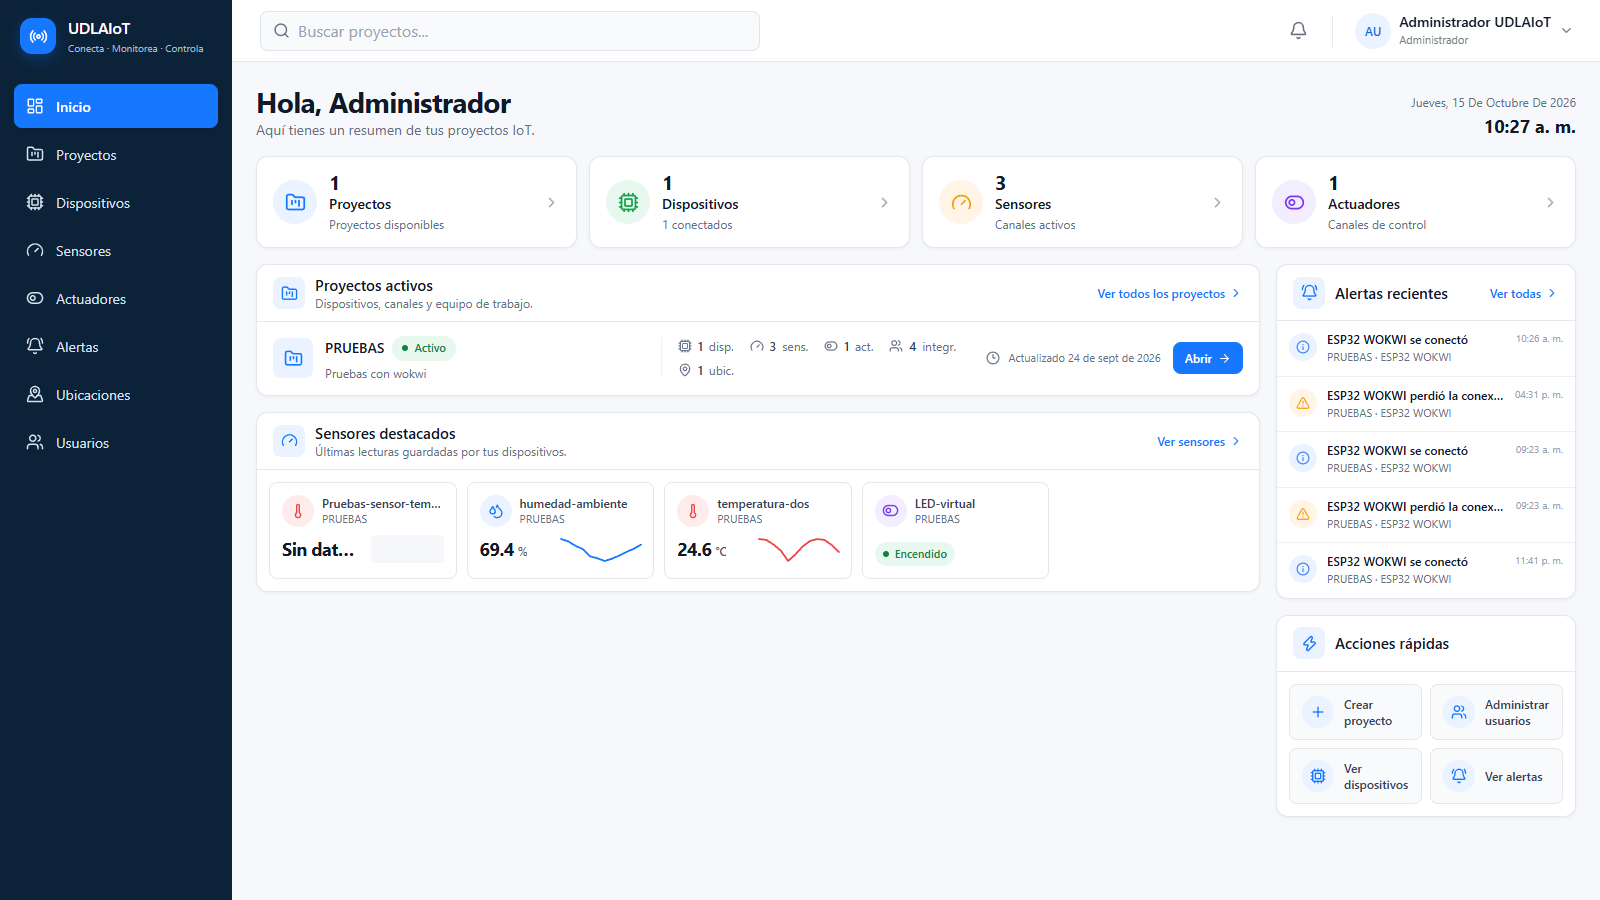 UDLAIoT
Conecta · Monitorea · Controla
Inicio
Proyectos
Dispositivos
Sensores
Actuadores
Alertas
Ubicaciones
Usuarios
Buscar proyectos...
AU
Administrador UDLAIoT
Administrador
Hola, Administrador
Aquí tienes un resumen de tus proyectos IoT.
Jueves, 15 De Octubre De 2026
10:27 a. m.
1
Proyectos
Proyectos disponibles
1
Dispositivos
1 conectados
3
Sensores
Canales activos
1
Actuadores
Canales de control
Proyectos activos
Dispositivos, canales y equipo de trabajo.
Ver todos los proyectos
PRUEBAS
Activo
Pruebas con wokwi
1 disp.
3 sens.
1 act.
4 integr.
1 ubic.
Actualizado 24 de sept de 2026
Abrir
Sensores destacados
Últimas lecturas guardadas por tus dispositivos.
Ver sensores
Pruebas-sensor-tem...
PRUEBAS
Sin dat...
humedad-ambiente
PRUEBAS
69.4 %
temperatura-dos
PRUEBAS
24.6 °C
LED-virtual
PRUEBAS
Encendido
Alertas recientes
Ver todas
ESP32 WOKWI se conectó
10:26 a. m.
PRUEBAS · ESP32 WOKWI
ESP32 WOKWI perdió la conex...
04:31 p. m.
PRUEBAS · ESP32 WOKWI
ESP32 WOKWI se conectó
09:23 a. m.
PRUEBAS · ESP32 WOKWI
ESP32 WOKWI perdió la conex...
09:23 a. m.
PRUEBAS · ESP32 WOKWI
ESP32 WOKWI se conectó
11:41 p. m.
PRUEBAS · ESP32 WOKWI
Acciones rápidas
Crear
proyecto
Administrar
usuarios
Ver
dispositivos
Ver alertas